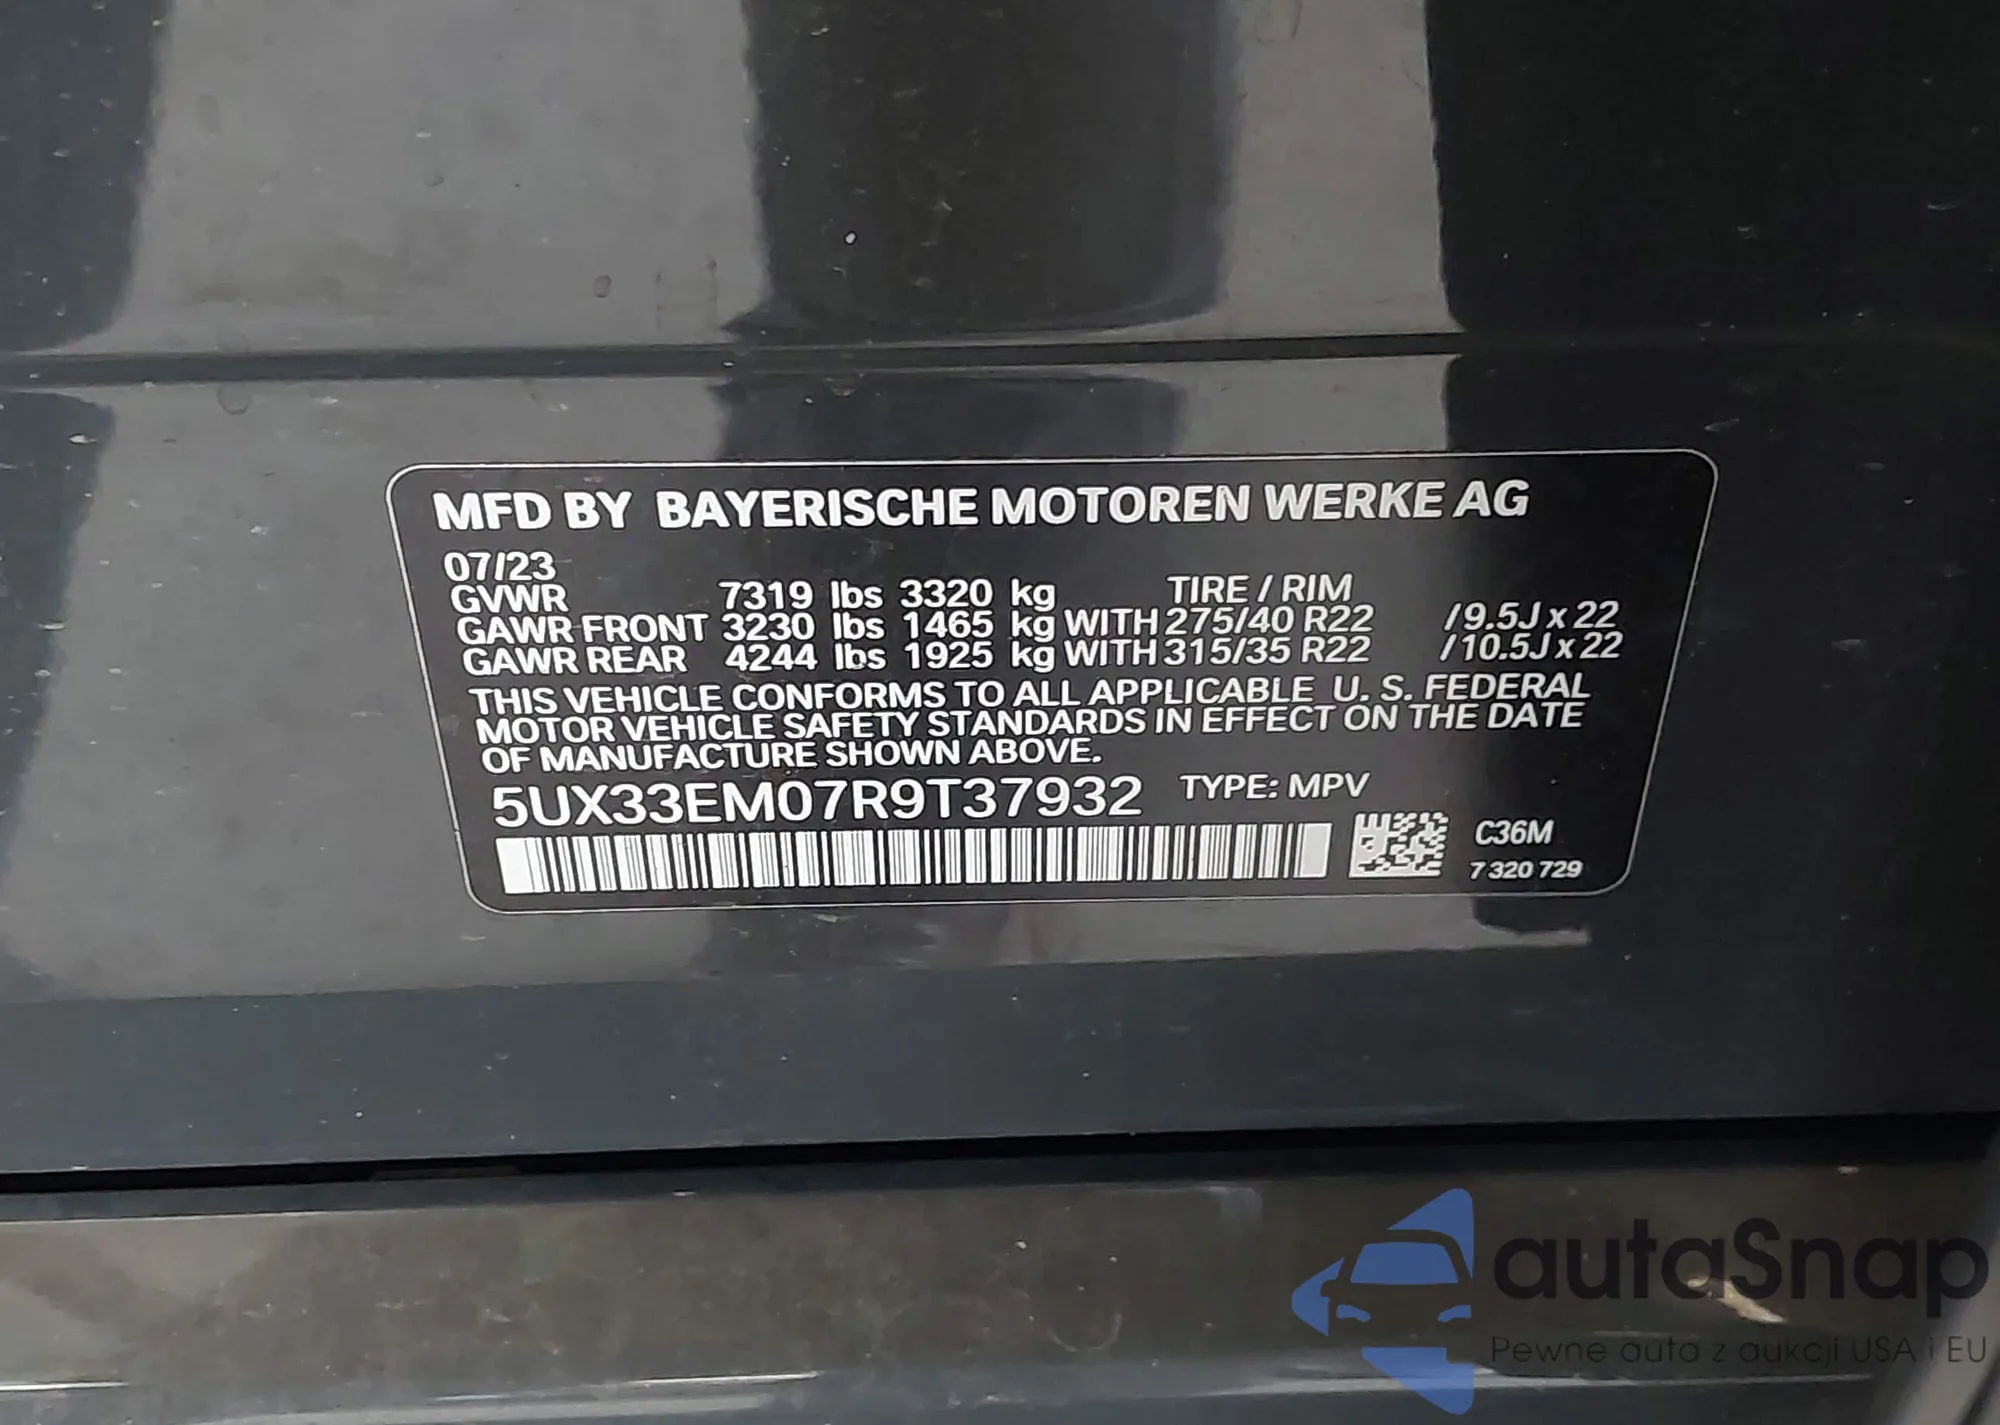 MFD BY BAYERISCHE MOTOREN WERKE AG
07/23
GVWR 7319 lbs 3320 kg TIRE / RIM
GAWR FRONT 3230 lbs 1465 kg WITH 275/40 R22 /9.5J x 22
GAWR REAR 4244 lbs 1925 kg WITH 315/35 R22 /10.5J x 22
THIS VEHICLE CONFORMS TO ALL APPLICABLE U. S. FEDERAL
MOTOR VEHICLE SAFETY STANDARDS IN EFFECT ON THE DATE
OF MANUFACTURE SHOWN ABOVE.
5UX33EM07R9T37932 TYPE: MPV
C36M
7 320 729
autaSnap
Pewne auta z aukcji USA i EU